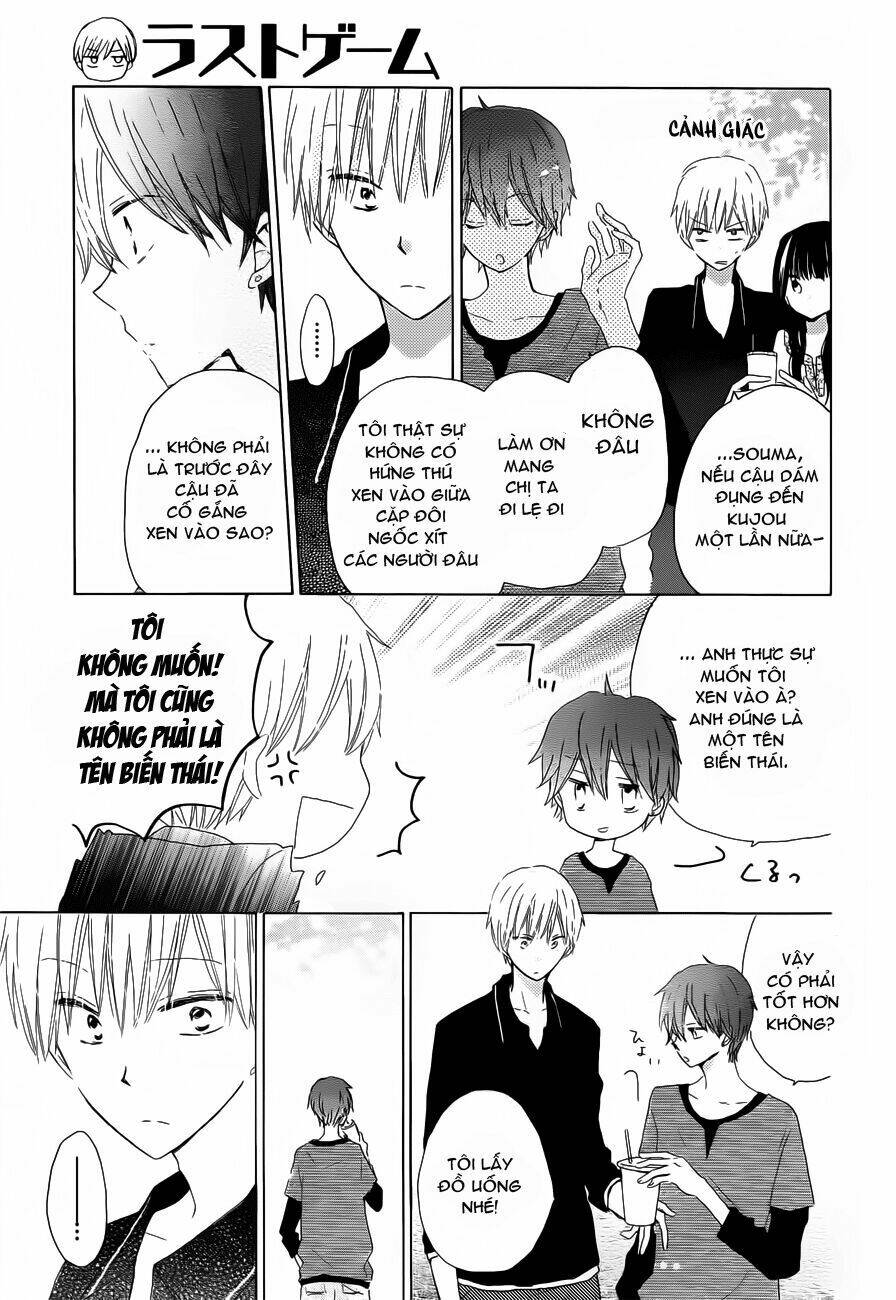 ラストゲーム
CẢNH GIÁC
...SOUMA,
NẾU CẬU DÁM
ĐỤNG ĐẾN
KUJOU
MỘT LẦN NỮA-
KHÔNG
ĐÂU
LÀM ƠN
MANG
CHỊ TA
ĐI LẸ ĐI
TÔI THẬT SỰ
KHÔNG CÓ
HỨNG THÚ
XEN VÀO GIỮA
CẶP ĐÔI
NGỐC XÍT
CÁC NGƯỜI ĐÂU
......
... KHÔNG PHẢI
LÀ TRƯỚC ĐÂY
CẬU ĐÃ
CỐ GẮNG
XEN VÀO SAO?
... ANH THỰC SỰ
MUỐN TÔI
XEN VÀO À?
ANH ĐÚNG LÀ
MỘT TÊN
BIẾN THÁI.
くるっ
TÔI
KHÔNG MUỐN!
MÀ TÔI CŨNG
KHÔNG PHẢI LÀ
TÊN BIẾN THÁI!
VẬY
CÓ PHẢI
TỐT HƠN
KHÔNG?
ひょい
TÔI LẤY
ĐỒ UỐNG
NHÉ!